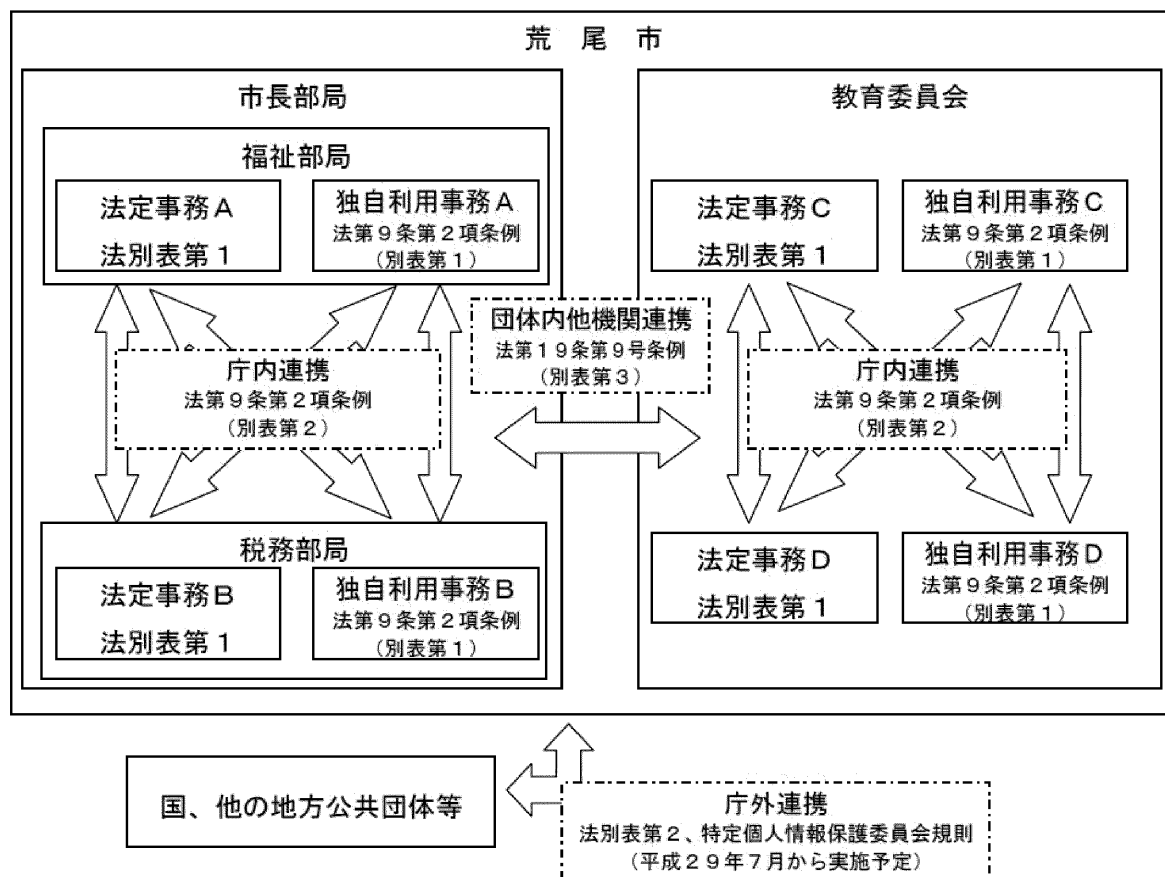 荒 尾 市
市長部局
福祉部局
法定事務A
法別表第1
独自利用事務A
法第9条第2項条例
(別表第1)
庁内連携
法第9条第2項条例
(別表第2)
税務部局
法定事務B
法別表第1
独自利用事務B
法第9条第2項条例
(別表第1)
団体内他機関連携
法第19条第9号条例
(別表第3)
教育委員会
法定事務C
法別表第1
独自利用事務C
法第9条第2項条例
(別表第1)
庁内連携
法第9条第2項条例
(別表第2)
法定事務D
法別表第1
独自利用事務D
法第9条第2項条例
(別表第1)
国、他の地方公共団体等
庁外連携
法別表第2、特定個人情報保護委員会規則
(平成29年7月から実施予定)